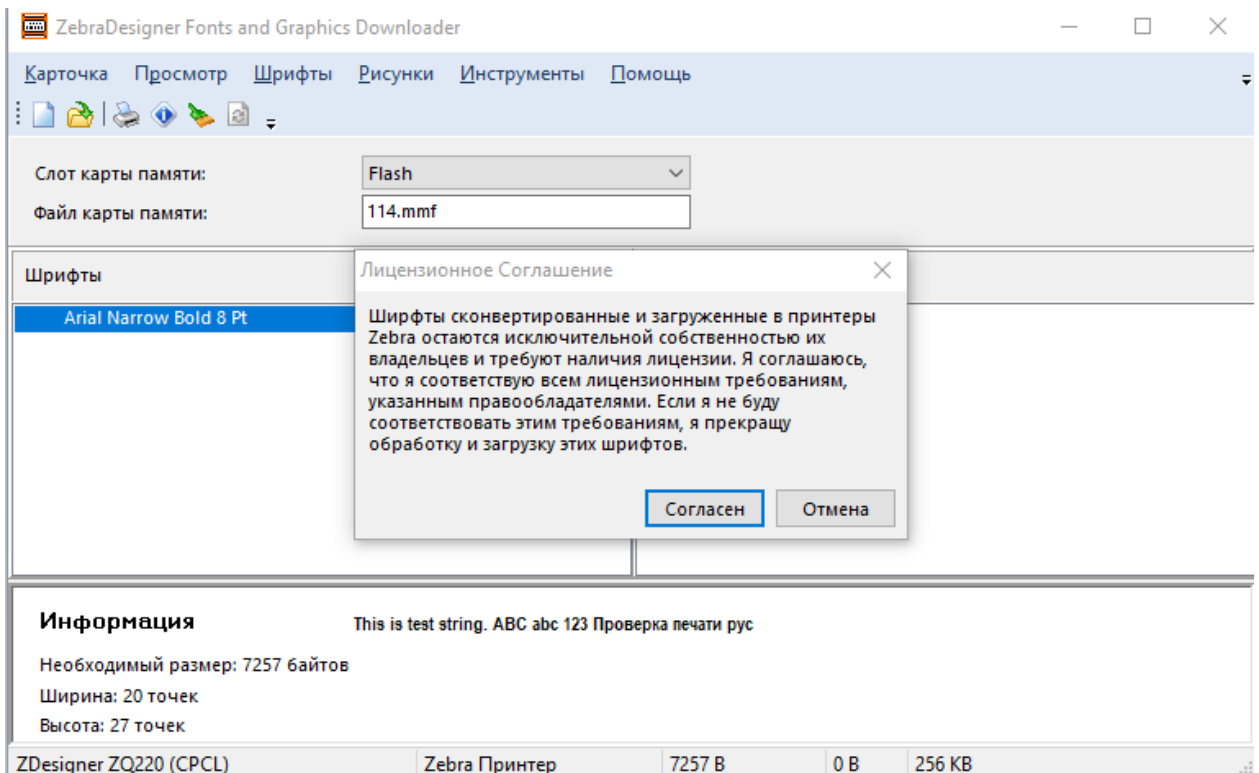 ZebraDesigner Fonts and Graphics Downloader
Карточка Просмотр Шрифты Рисунки Инструменты Помощь
Слот карты памяти: Flash
Файл карты памяти: 114.mmf
Шрифты
Arial Narrow Bold 8 Pt
Лицензионное Соглашение
Ширфты сконвертированные и загруженные в принтеры
Zebra остаются исключительной собственностью их
владельцев и требуют наличия лицензии. Я соглашаюсь,
что я соответствую всем лицензионным требованиям,
указанным правообладателями. Если я не буду
соответствовать этим требованиям, я прекращу
обработку и загрузку этих шрифтов.
Согласен Отмена
Информация This is test string. ABC abc 123 Проверка печати рус
Необходимый размер: 7257 байтов
Ширина: 20 точек
Высота: 27 точек
ZDesigner ZQ220 (CPCL) Zebra Принтер 7257 B 0 B 256 KB